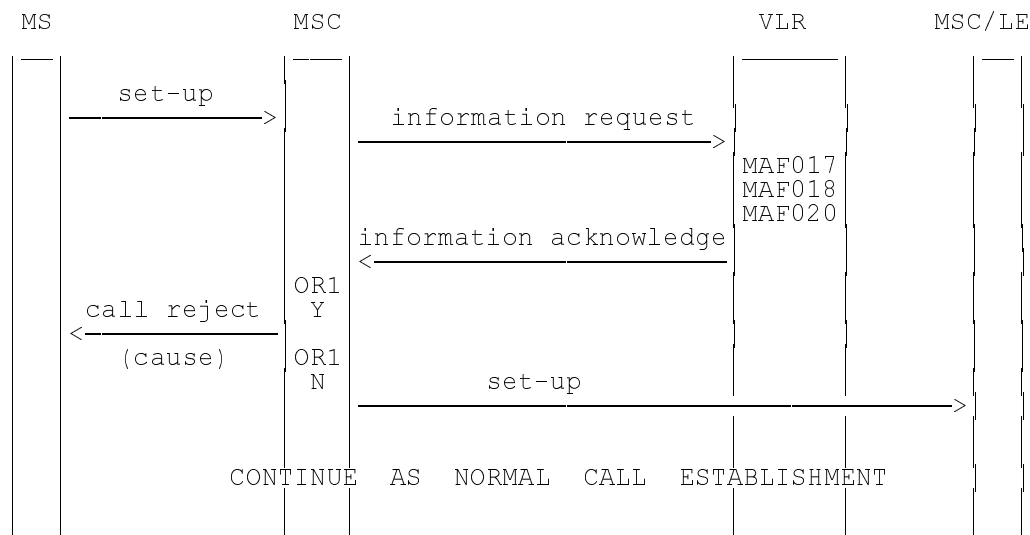 MS MSC VLR MSC/LE
set-up
information request
MAF017
MAF018
MAF020
information acknowledge
OR1
call reject Y
(cause) OR1
N set-up
CONTINUE AS NORMAL CALL ESTABLISHMENT